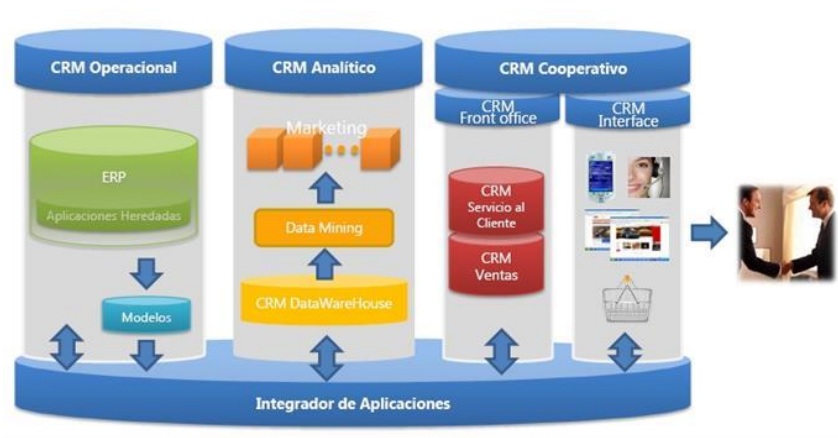 CRM Operacional
ERP
Aplicaciones Heredadas
Modelos
CRM Analítico
Marketing
Data Mining
CRM DataWareHouse
CRM Cooperativo
CRM
Front office
CRM
Servicio al
Cliente
CRM
Ventas
CRM
Interface
Integrador de Aplicaciones